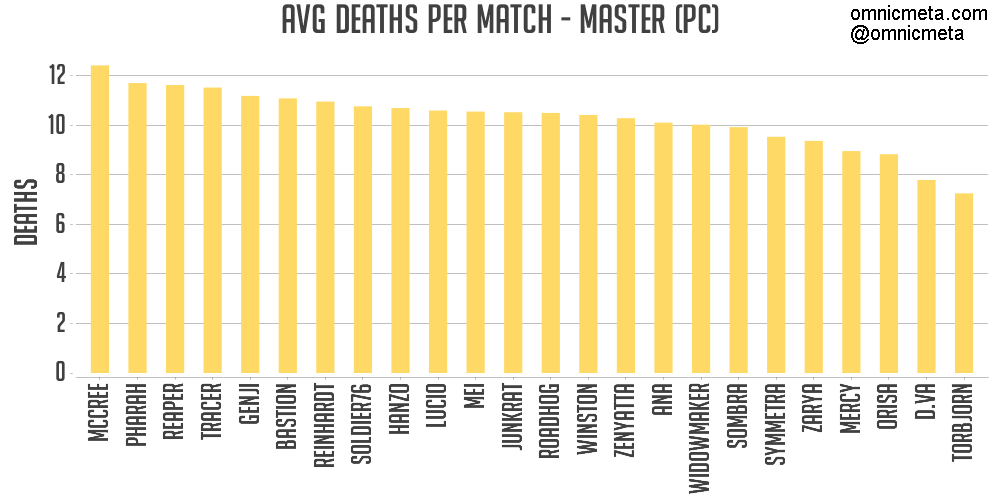 AVG DEATHS PER MATCH - MASTER (PC)
omnicmeta.com
@omnicmeta
DEATHS
12
10
8
6
4
2
0
MCCREE
PHARAH
REAPER
TRACER
GENJI
BASTION
REINHARDT
SOLDIER76
HANZO
LUCIO
MEI
JUNKRAT
ROADHOG
WINSTON
ZENYATTA
ANA
WIDOWMAKER
SOMBRA
SYMMETRA
ZARYA
MERCY
ORISA
D.VA
TORBJORN